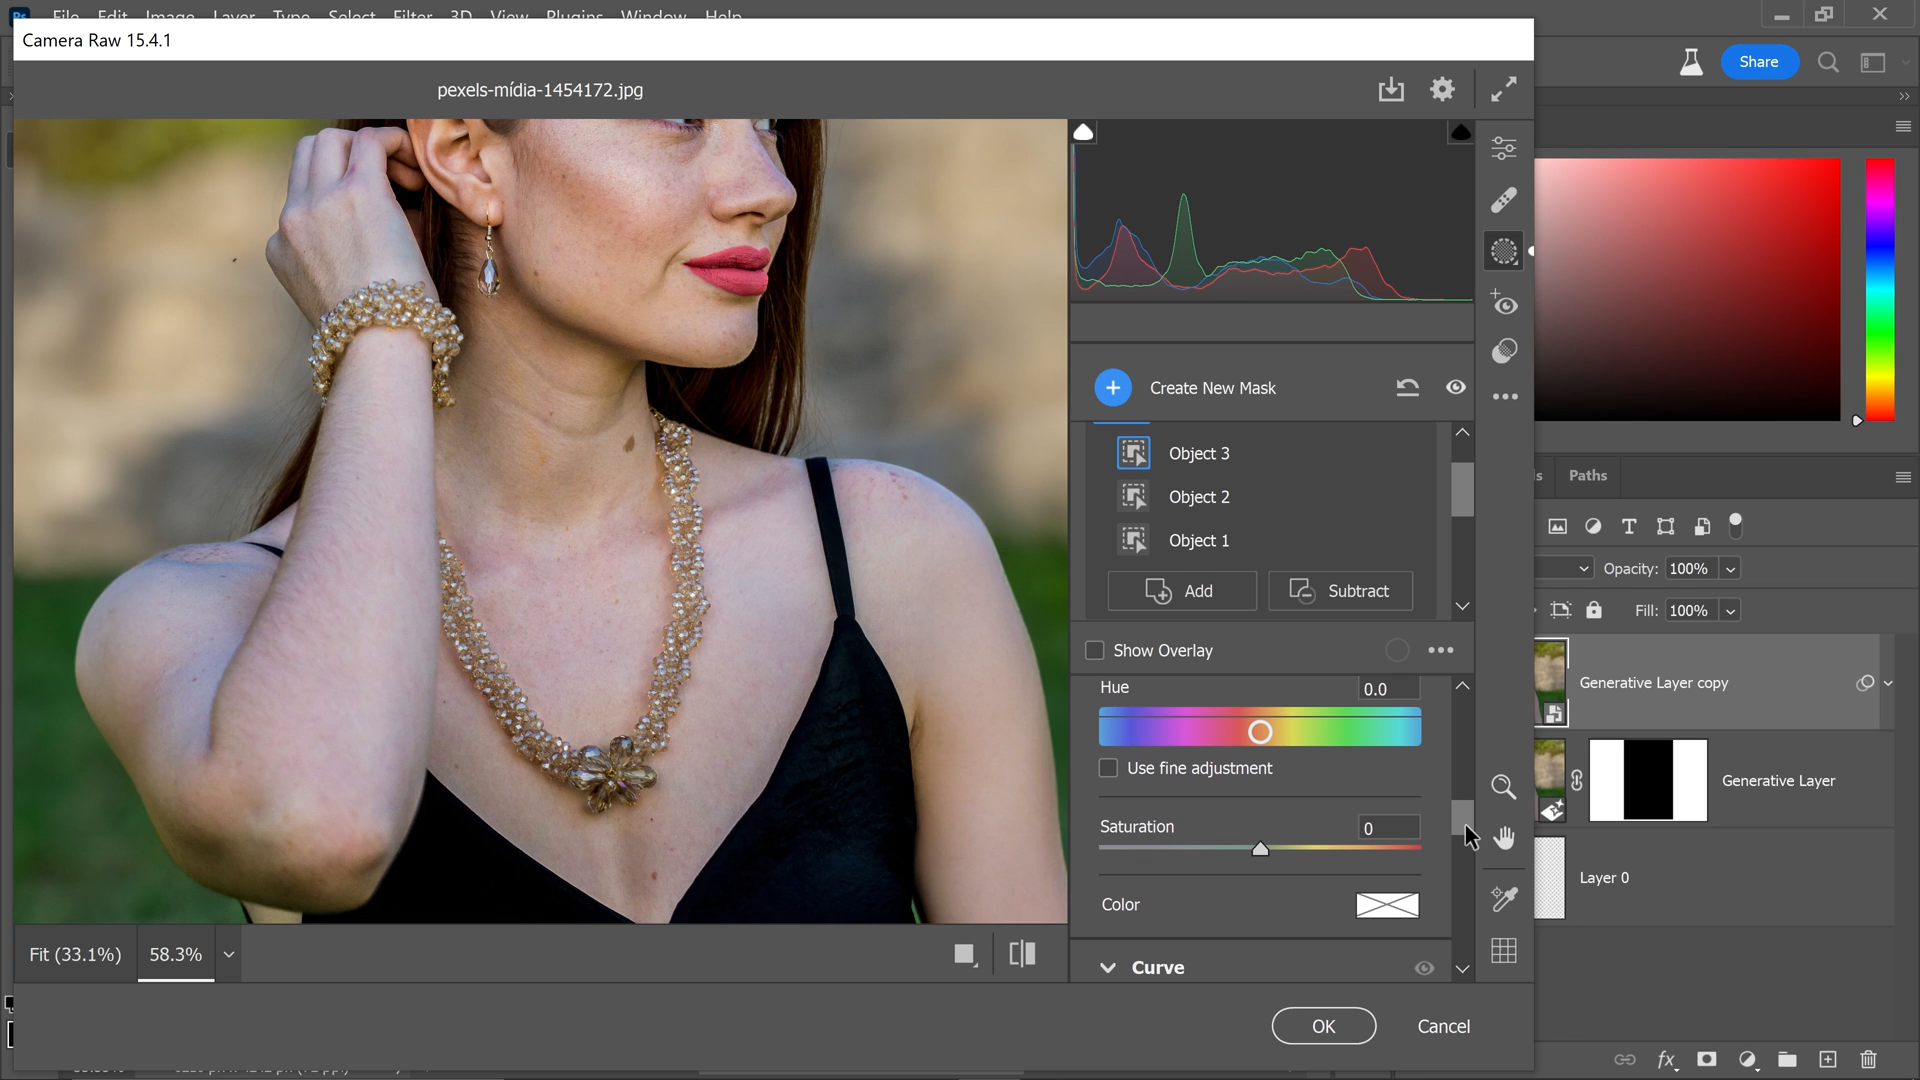 Ps File Edit Image Layer Type Select Filter 3D View Plugins Window Help
Camera Raw 15.4.1
Share
pexels-mídia-1454172.jpg
Create New Mask
Object 3
Object 2
Object 1
Add Subtract
Show Overlay
Hue 0.0
Use fine adjustment
Saturation 0
Color
Curve
Paths
Opacity: 100%
Fill: 100%
Generative Layer copy
Generative Layer
Layer 0
Fit (33.1%) 58.3%
OK Cancel
fx